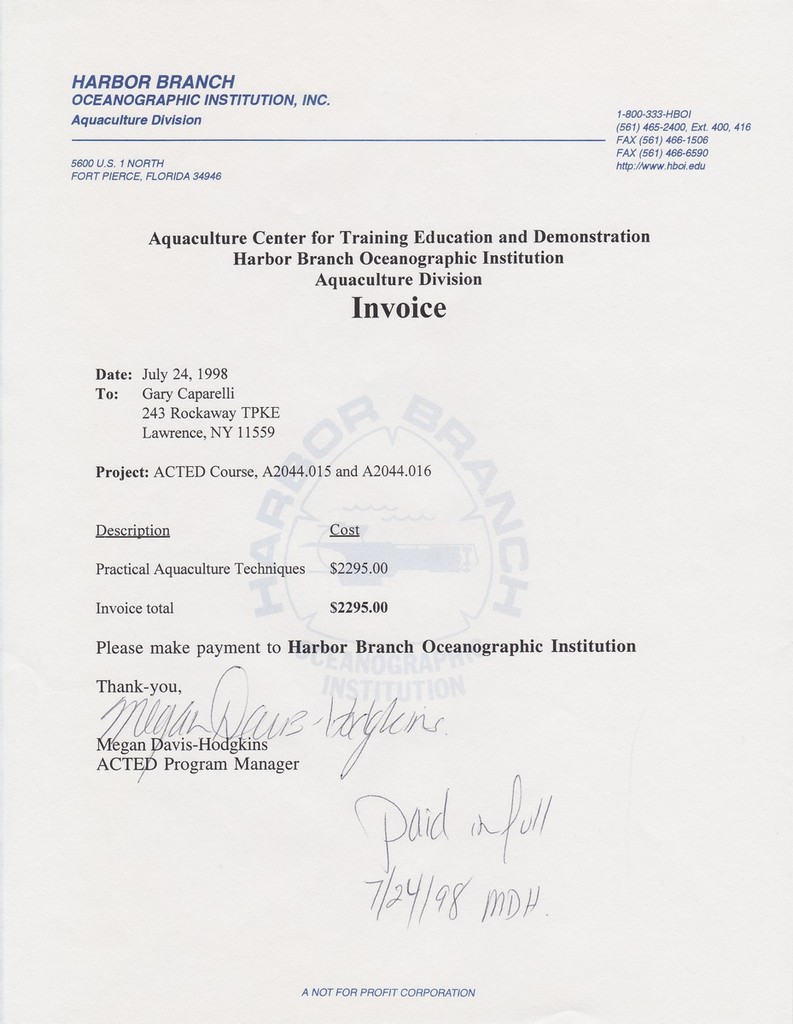 HARBOR BRANCH
OCEANOGRAPHIC INSTITUTION, INC.
Aquaculture Division
1-800-333-HBOI
(561) 465-2400, Ext. 400, 416
FAX (561) 466-1506
FAX (561) 466-6590
http://www.hboi.edu
5600 U.S. 1 NORTH
FORT PIERCE, FLORIDA 34946
Aquaculture Center for Training Education and Demonstration
Harbor Branch Oceanographic Institution
Aquaculture Division
Invoice
Date: July 24, 1998
To: Gary Caparelli
243 Rockaway TPKE
Lawrence, NY 11559
Project: ACTED Course, A2044.015 and A2044.016
Description Cost
Practical Aquaculture Techniques $2295.00
Invoice total $2295.00
Please make payment to Harbor Branch Oceanographic Institution
Thank-you,
Megan Davis-Hodgkins
Megan Davis-Hodgkins
ACTED Program Manager
Paid in full
7/24/98 MDH.
HARBOR BRANCH
OCEANOGRAPHIC
INSTITUTION
A NOT FOR PROFIT CORPORATION